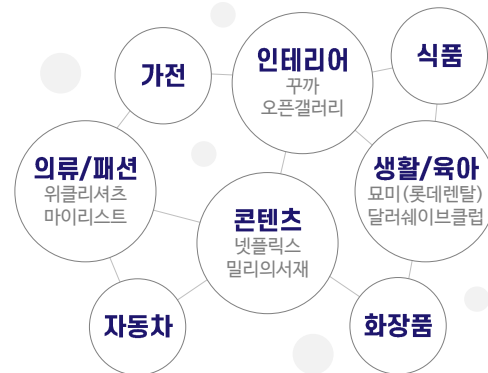 가전
인테리어
꾸까
오픈갤러리
식품
의류/패션
위클리셔츠
마이리스트
콘텐츠
넷플릭스
밀리의서재
생활/육아
묘미(롯데렌탈)
달러쉐이브클럽
자동차
화장품